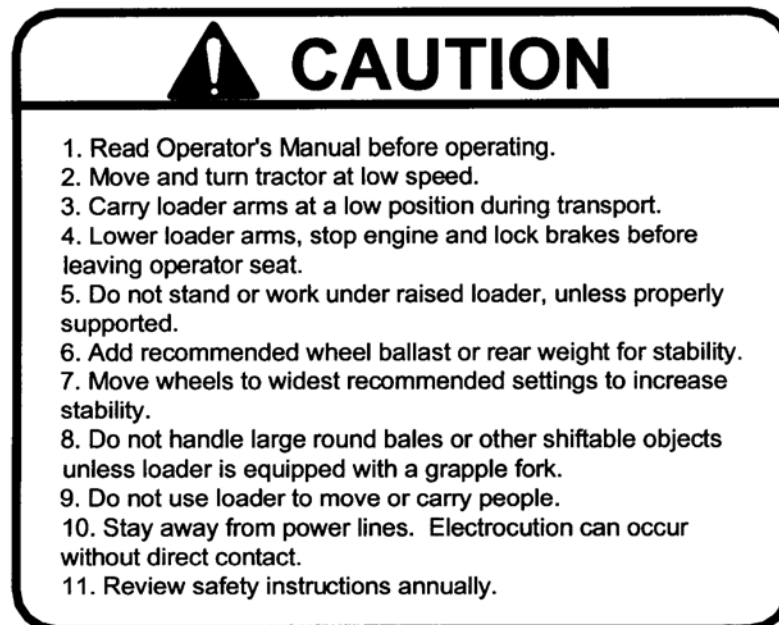 CAUTION
1. Read Operator's Manual before operating.
2. Move and turn tractor at low speed.
3. Carry loader arms at a low position during transport.
4. Lower loader arms, stop engine and lock brakes before
leaving operator seat.
5. Do not stand or work under raised loader, unless properly
supported.
6. Add recommended wheel ballast or rear weight for stability.
7. Move wheels to widest recommended settings to increase
stability.
8. Do not handle large round bales or other shiftable objects
unless loader is equipped with a grapple fork.
9. Do not use loader to move or carry people.
10. Stay away from power lines.  Electrocution can occur
without direct contact.
11. Review safety instructions annually.